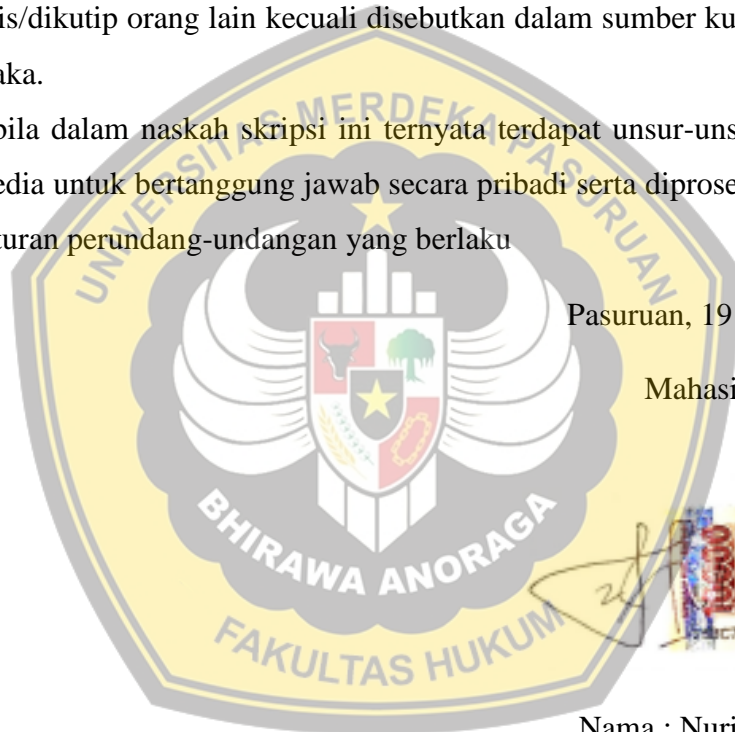 is/dikutip orang lain kecuali disebutkan dalam sumber ku
aka.
bila dalam naskah skripsi ini ternyata terdapat unsur-uns
edia untuk bertanggung jawab secara pribadi serta diprose
turan perundang-undangan yang berlaku
UNIVERSITAS MERDEKA PASURUAN
Pasuruan, 19
Mahasi
BHIRAWA ANORAGA
FAKULTAS HUKUM
Nama : Nuri